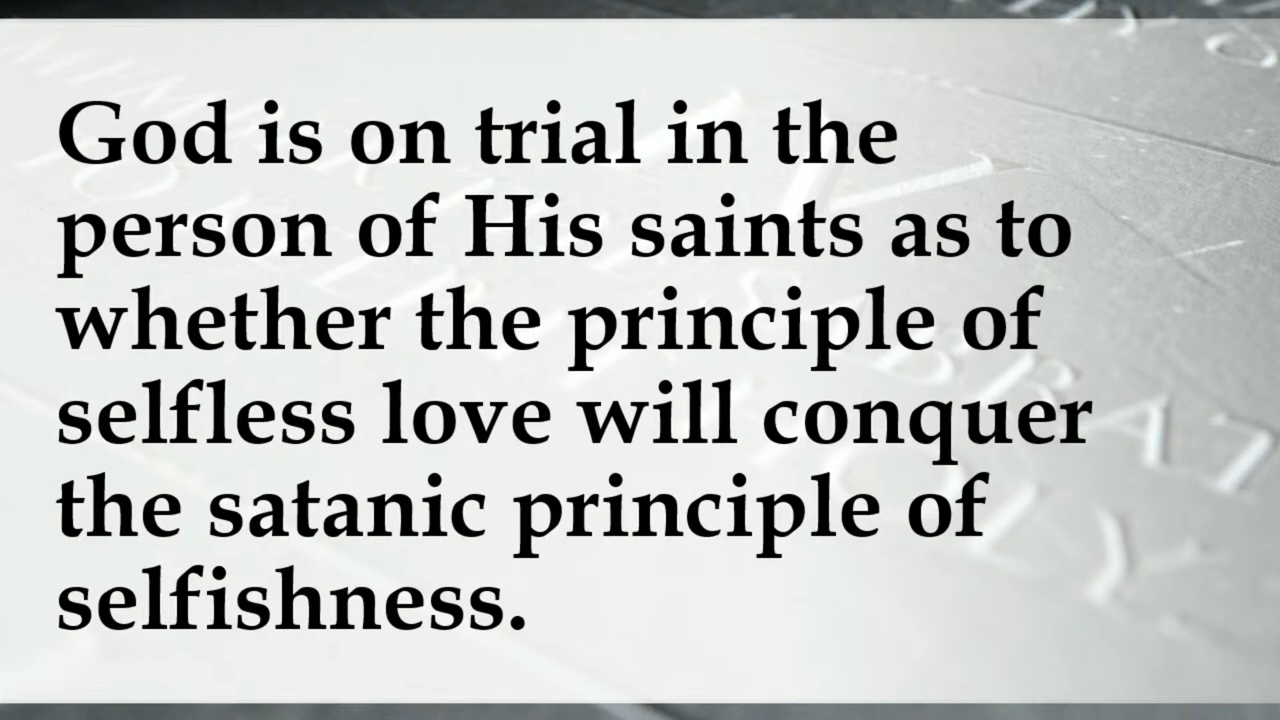 God is on trial in the
person of His saints as to
whether the principle of
selfless love will conquer
the satanic principle of
selfishness.